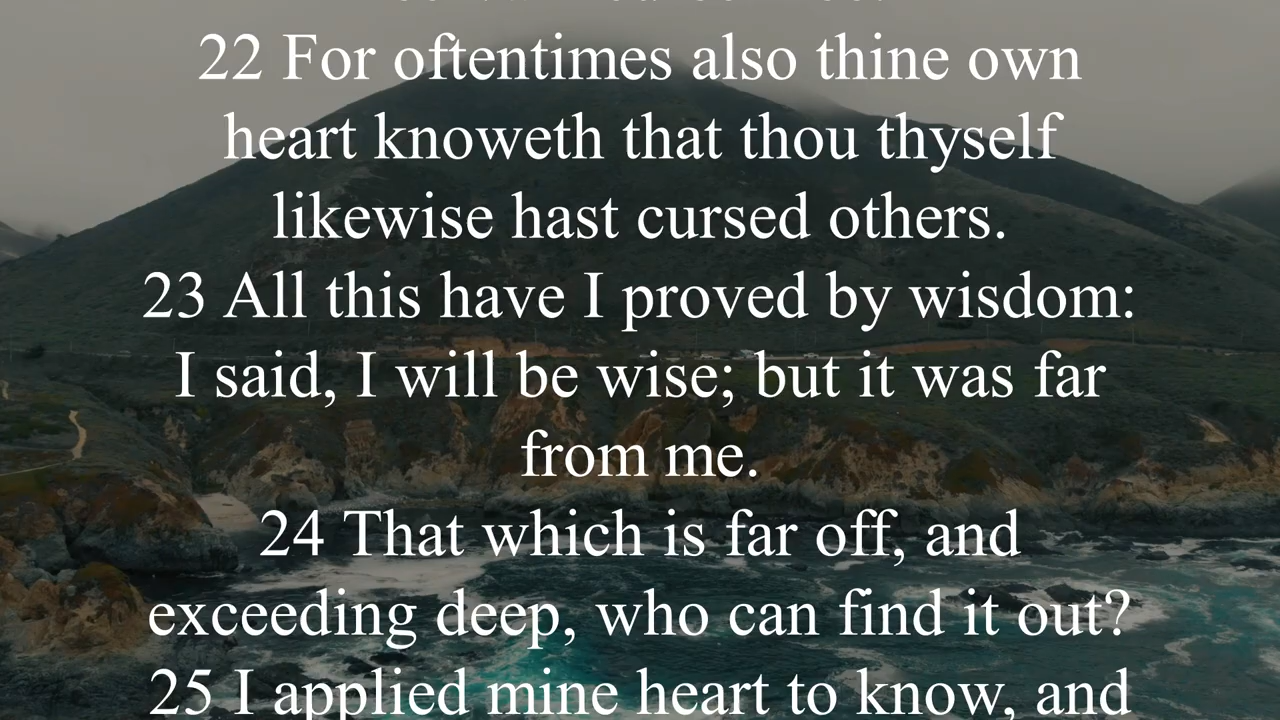 22 For oftentimes also thine own
heart knoweth that thou thyself
likewise hast cursed others.
23 All this have I proved by wisdom:
I said, I will be wise; but it was far
from me.
24 That which is far off, and
exceeding deep, who can find it out?
25 I applied mine heart to know, and